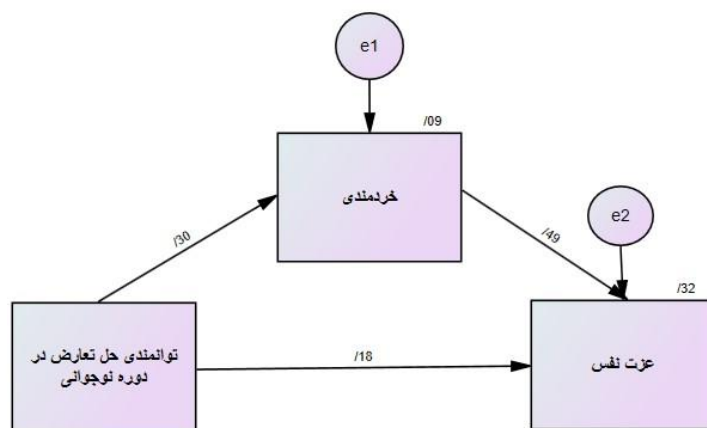 e1
/09
خردمندی
/30
/49
e2
/32
توانمندی حل تعارض در
دوره نوجوانی
/18
عزت نفس